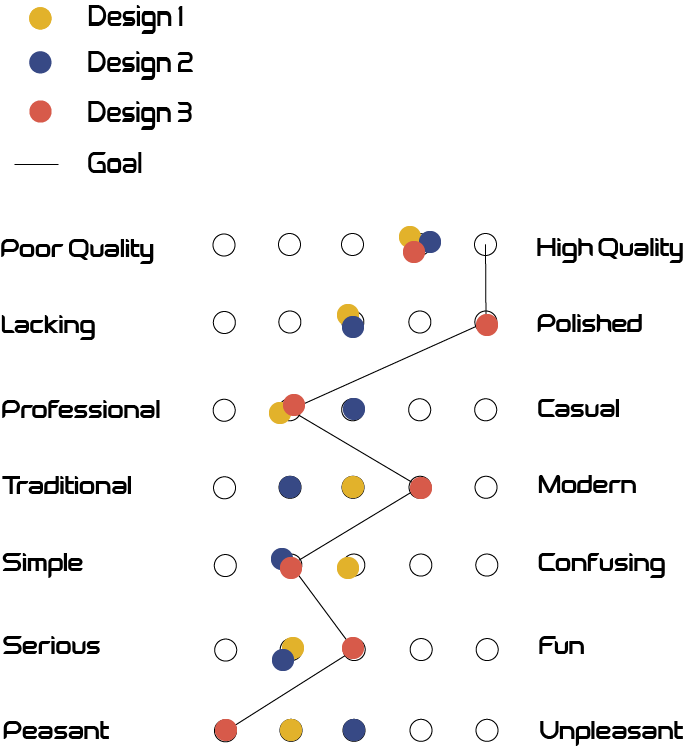 Design 1
Design 2
Design 3
Goal
Poor Quality High Quality
Lacking Polished
Professional Casual
Traditional Modern
Simple Confusing
Serious Fun
Peasant Unpleasant